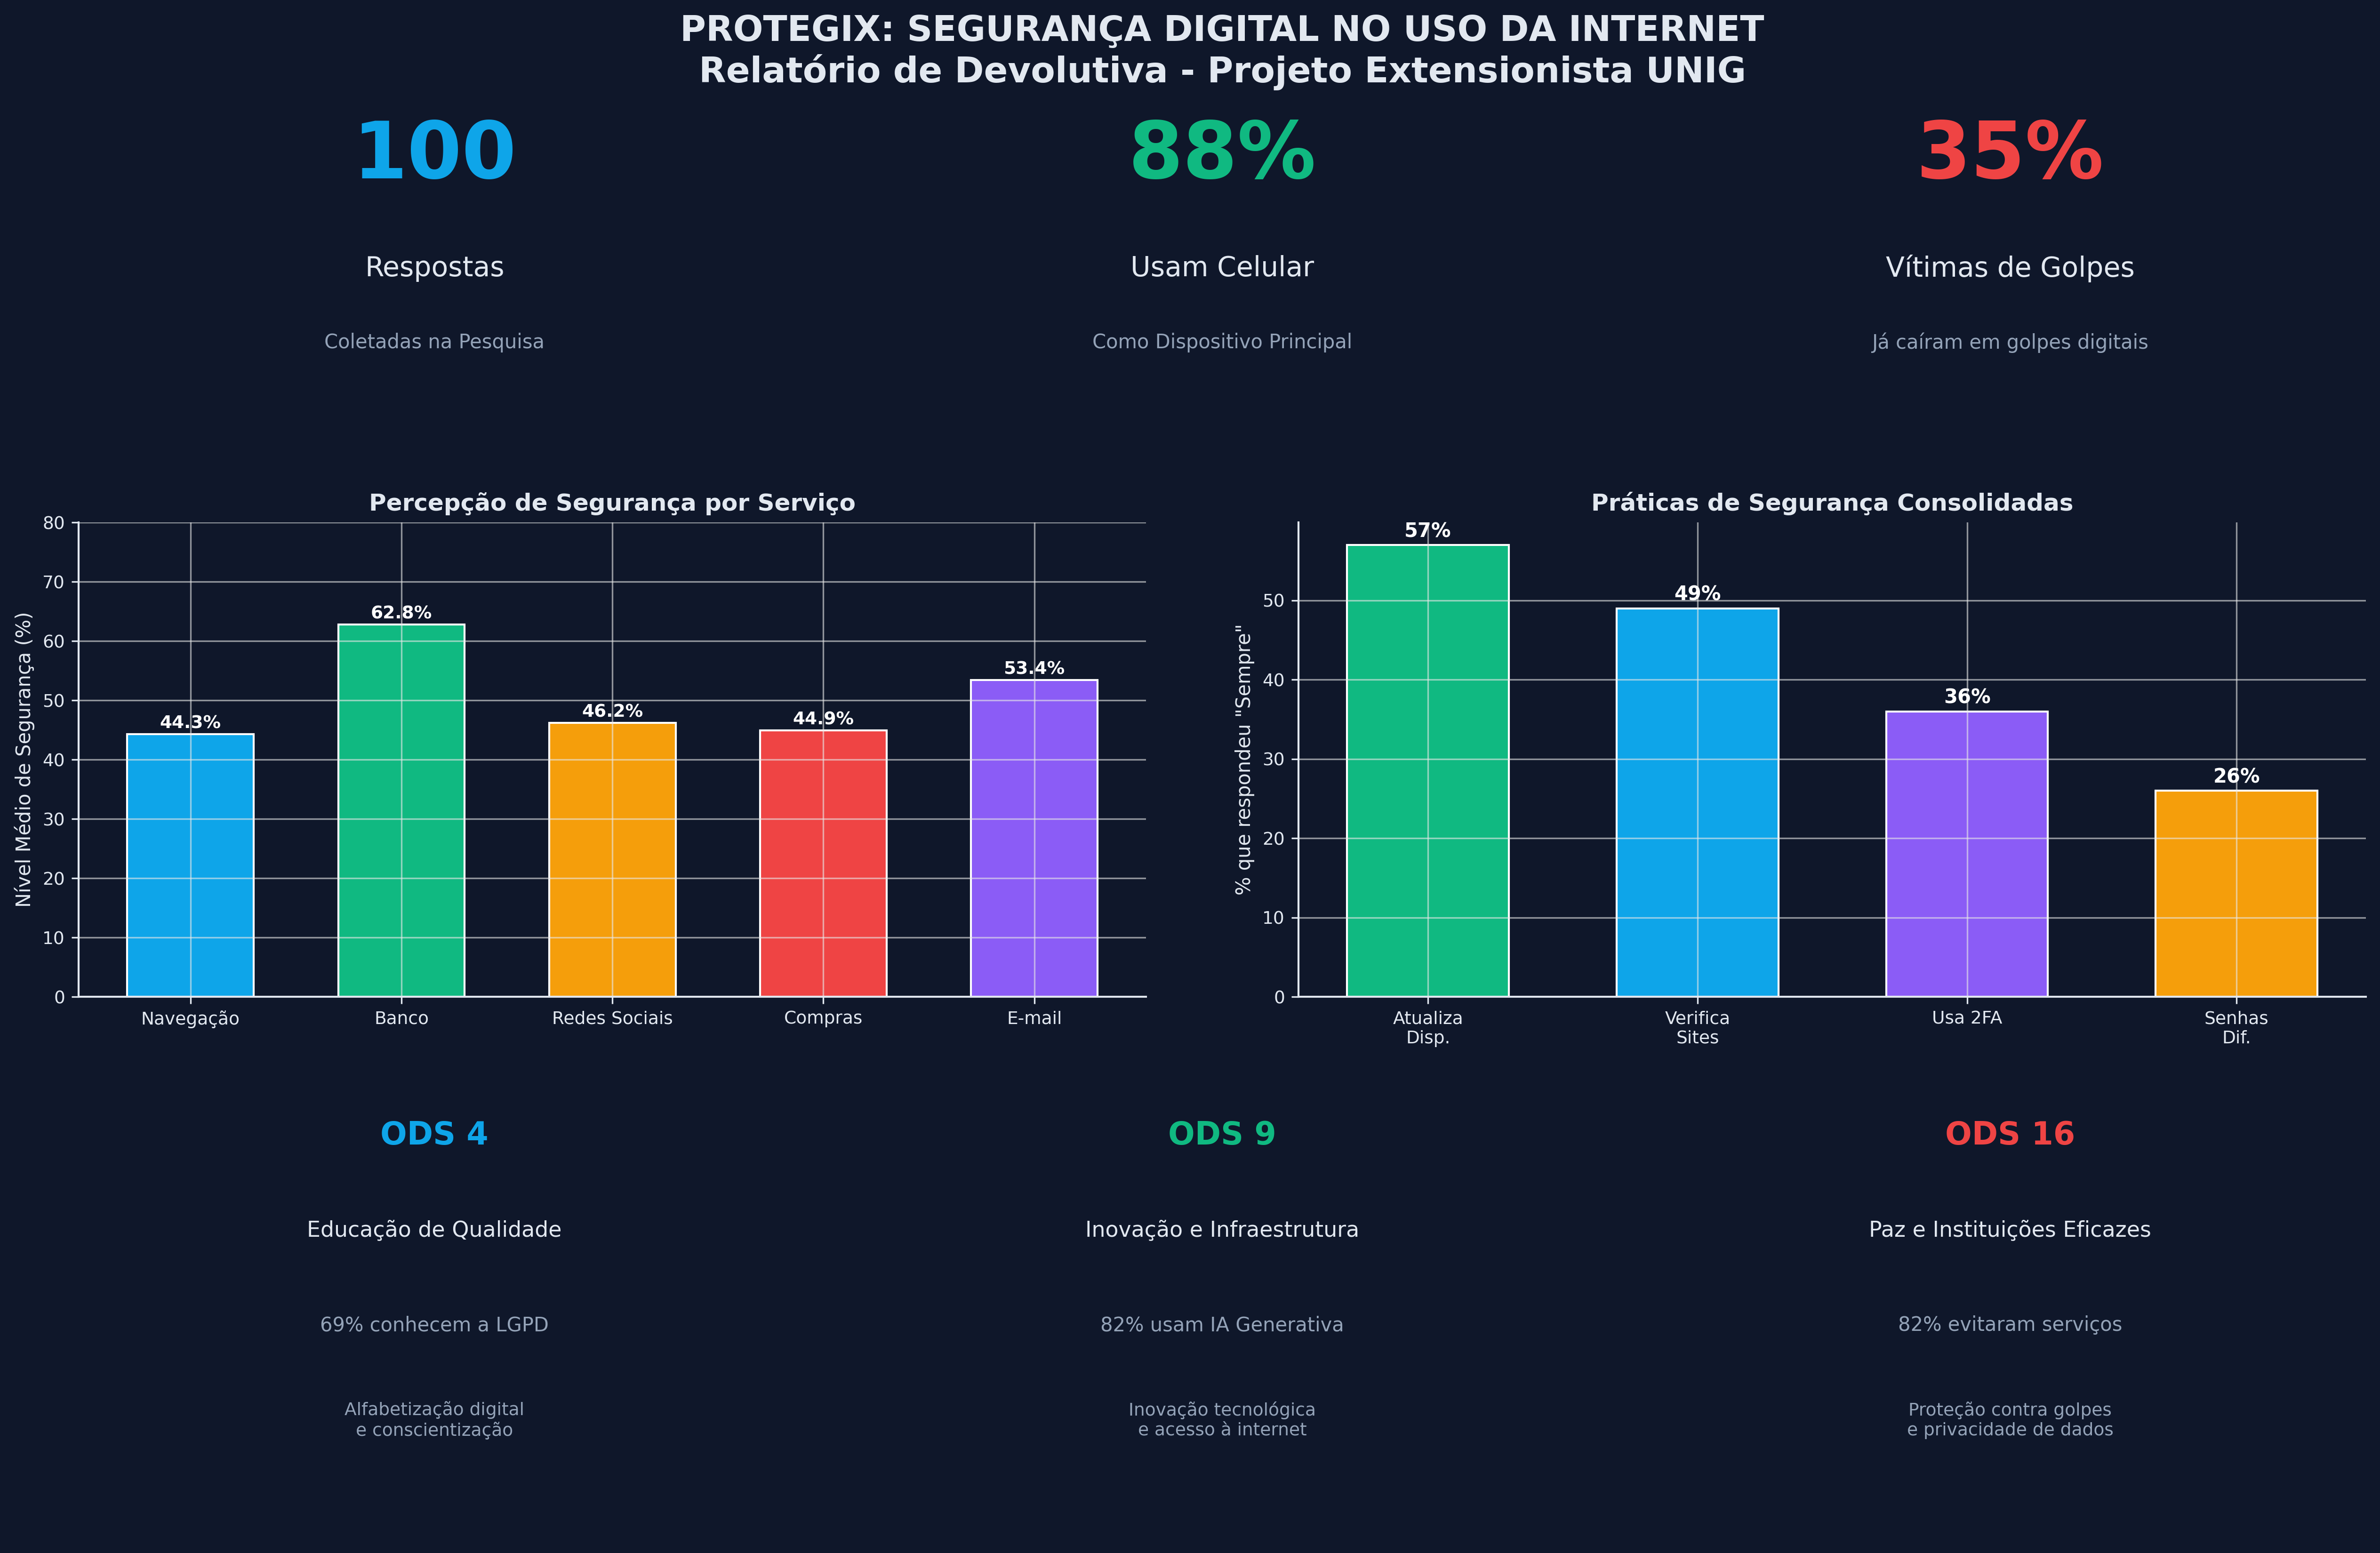 PROTEGIX: SEGURANÇA DIGITAL NO USO DA INTERNET
Relatório de Devolutiva - Projeto Extensionista UNIG
100
Respostas
Coletadas na Pesquisa
88%
Usam Celular
Como Dispositivo Principal
35%
Vítimas de Golpes
Já caíram em golpes digitais
Percepção de Segurança por Serviço
Nível Médio de Segurança (%)
80
70
60
50
40
30
20
10
0
44.3%
62.8%
46.2%
44.9%
53.4%
Navegação
Banco
Redes Sociais
Compras
E-mail
Práticas de Segurança Consolidadas
% que respondeu "Sempre"
50
40
30
20
10
0
57%
49%
36%
26%
Atualiza
Disp.
Verifica
Sites
Usa 2FA
Senhas
Dif.
ODS 4
Educação de Qualidade
69% conhecem a LGPD
Alfabetização digital
e conscientização
ODS 9
Inovação e Infraestrutura
82% usam IA Generativa
Inovação tecnológica
e acesso à internet
ODS 16
Paz e Instituições Eficazes
82% evitaram serviços
Proteção contra golpes
e privacidade de dados